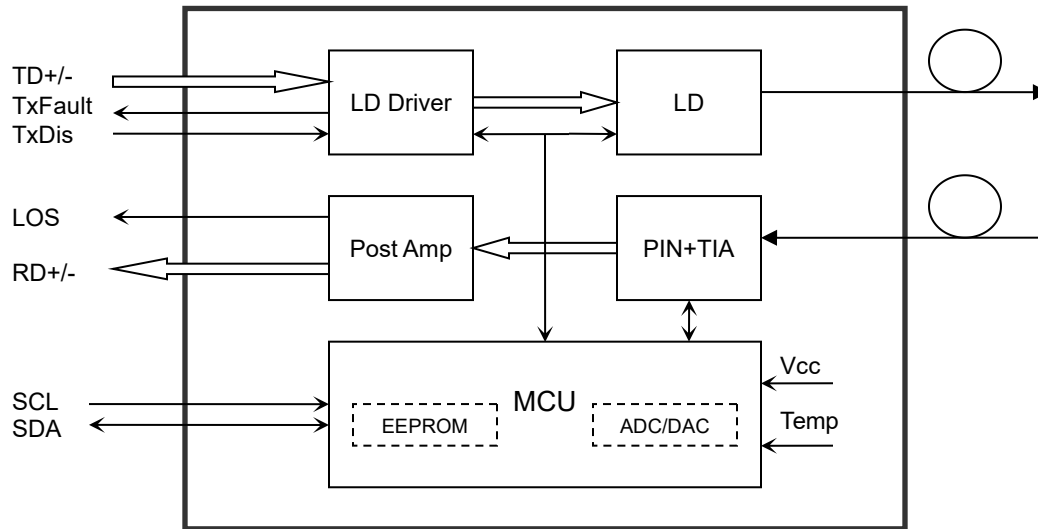 TD+/-
TxFault
TxDis
LD Driver
LD
LOS
RD+/-
Post Amp
PIN+TIA
SCL
SDA
MCU
EEPROM
ADC/DAC
Vcc
Temp